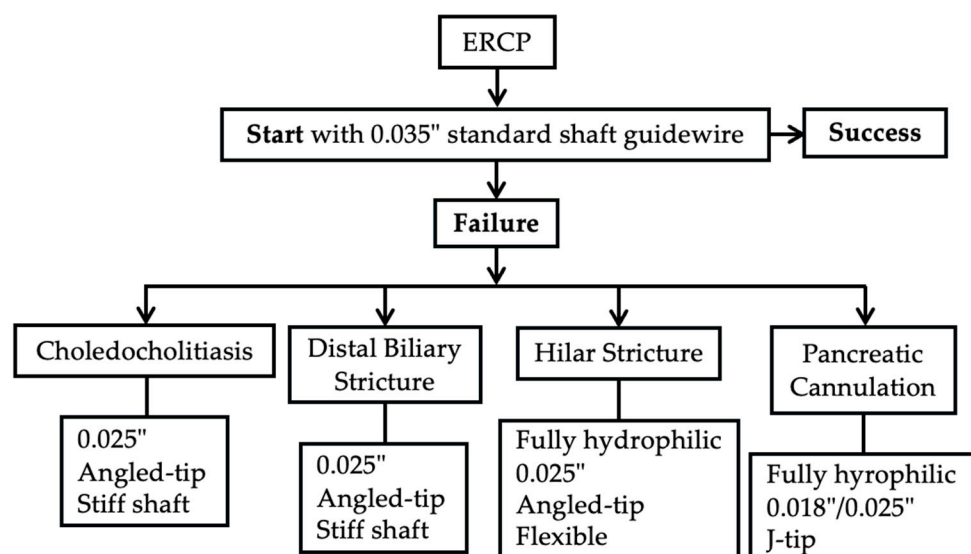 ERCP
Start with 0.035" standard shaft guidewire
Success
Failure
Choledocholitiasis
0.025"
Angled-tip
Stiff shaft
Distal Biliary
Stricture
0.025"
Angled-tip
Stiff shaft
Hilar Stricture
Fully hydrophilic
0.025"
Angled-tip
Flexible
Pancreatic
Cannulation
Fully hyrophilic
0.018"/0.025"
J-tip